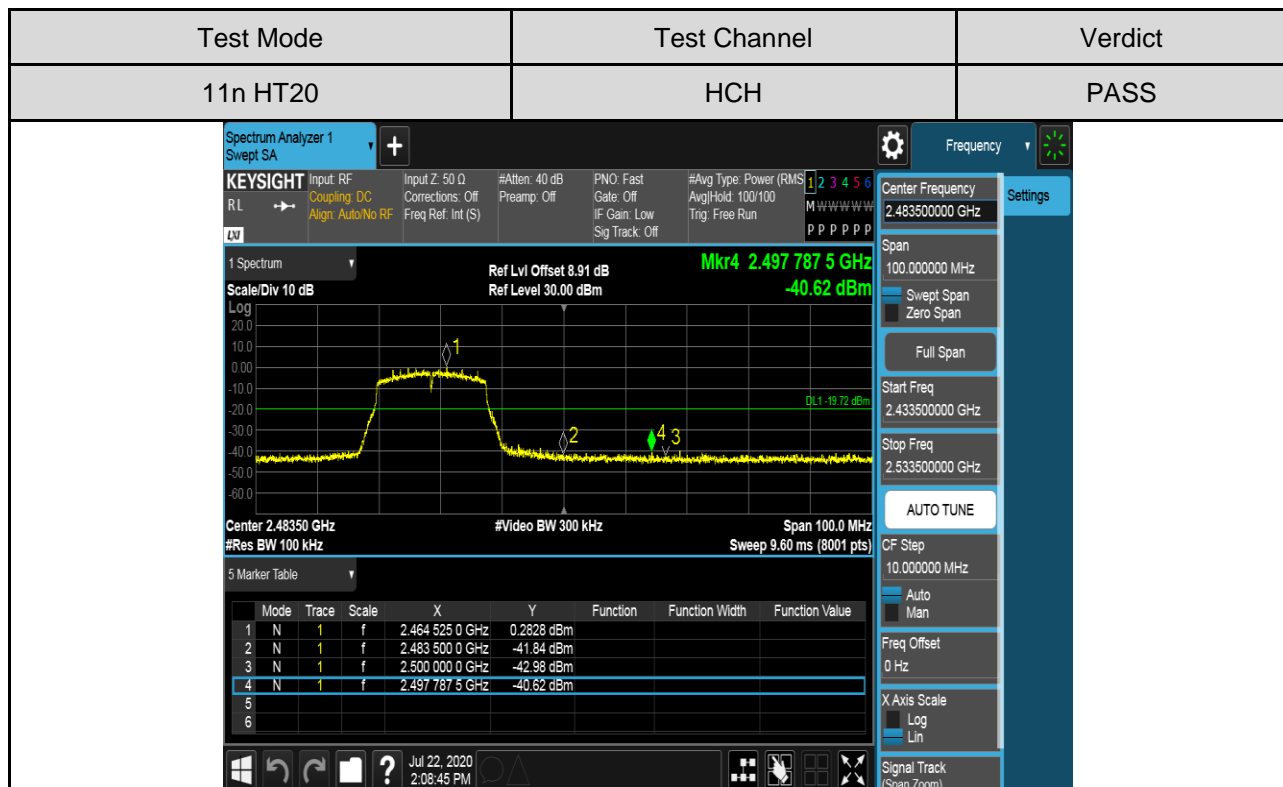 Test Mode Test Channel Verdict
11n HT20 HCH PASS
Spectrum Analyzer 1
Swept SA
+
Frequency
KEYSIGHT
RL
LXI
Input: RF
Coupling: DC
Align: Auto/No RF
Input Z: 50 Ω
Corrections: Off
Freq Ref: Int (S)
#Atten: 40 dB
Preamp: Off
PNO: Fast
Gate: Off
IF Gain: Low
Sig Track: Off
#Avg Type: Power (RMS
Avg|Hold: 100/100
Trig: Free Run
1 2 3 4 5 6
M W W W W W
P P P P P P
1 Spectrum
Scale/Div 10 dB
Ref Lvl Offset 8.91 dB
Ref Level 30.00 dBm
Mkr4 2.497 787 5 GHz
-40.62 dBm
Log
20.0
10.0
0.00
-10.0
-20.0
-30.0
-40.0
-50.0
-60.0
1
2
4
3
DL1 -19.72 dBm
Center 2.48350 GHz
#Res BW 100 kHz
#Video BW 300 kHz
Span 100.0 MHz
Sweep 9.60 ms (8001 pts)
5 Marker Table
Mode Trace Scale X Y Function Function Width Function Value
1 N 1 f 2.464 525 0 GHz 0.2828 dBm
2 N 1 f 2.483 500 0 GHz -41.84 dBm
3 N 1 f 2.500 000 0 GHz -42.98 dBm
4 N 1 f 2.497 787 5 GHz -40.62 dBm
5
6
?
Jul 22, 2020
2:08:45 PM
Settings
Center Frequency
2.483500000 GHz
Span
100.000000 MHz
Swept Span
Zero Span
Full Span
Start Freq
2.433500000 GHz
Stop Freq
2.533500000 GHz
AUTO TUNE
CF Step
10.000000 MHz
Auto
Man
Freq Offset
0 Hz
X Axis Scale
Log
Lin
Signal Track
(Span Zoom)